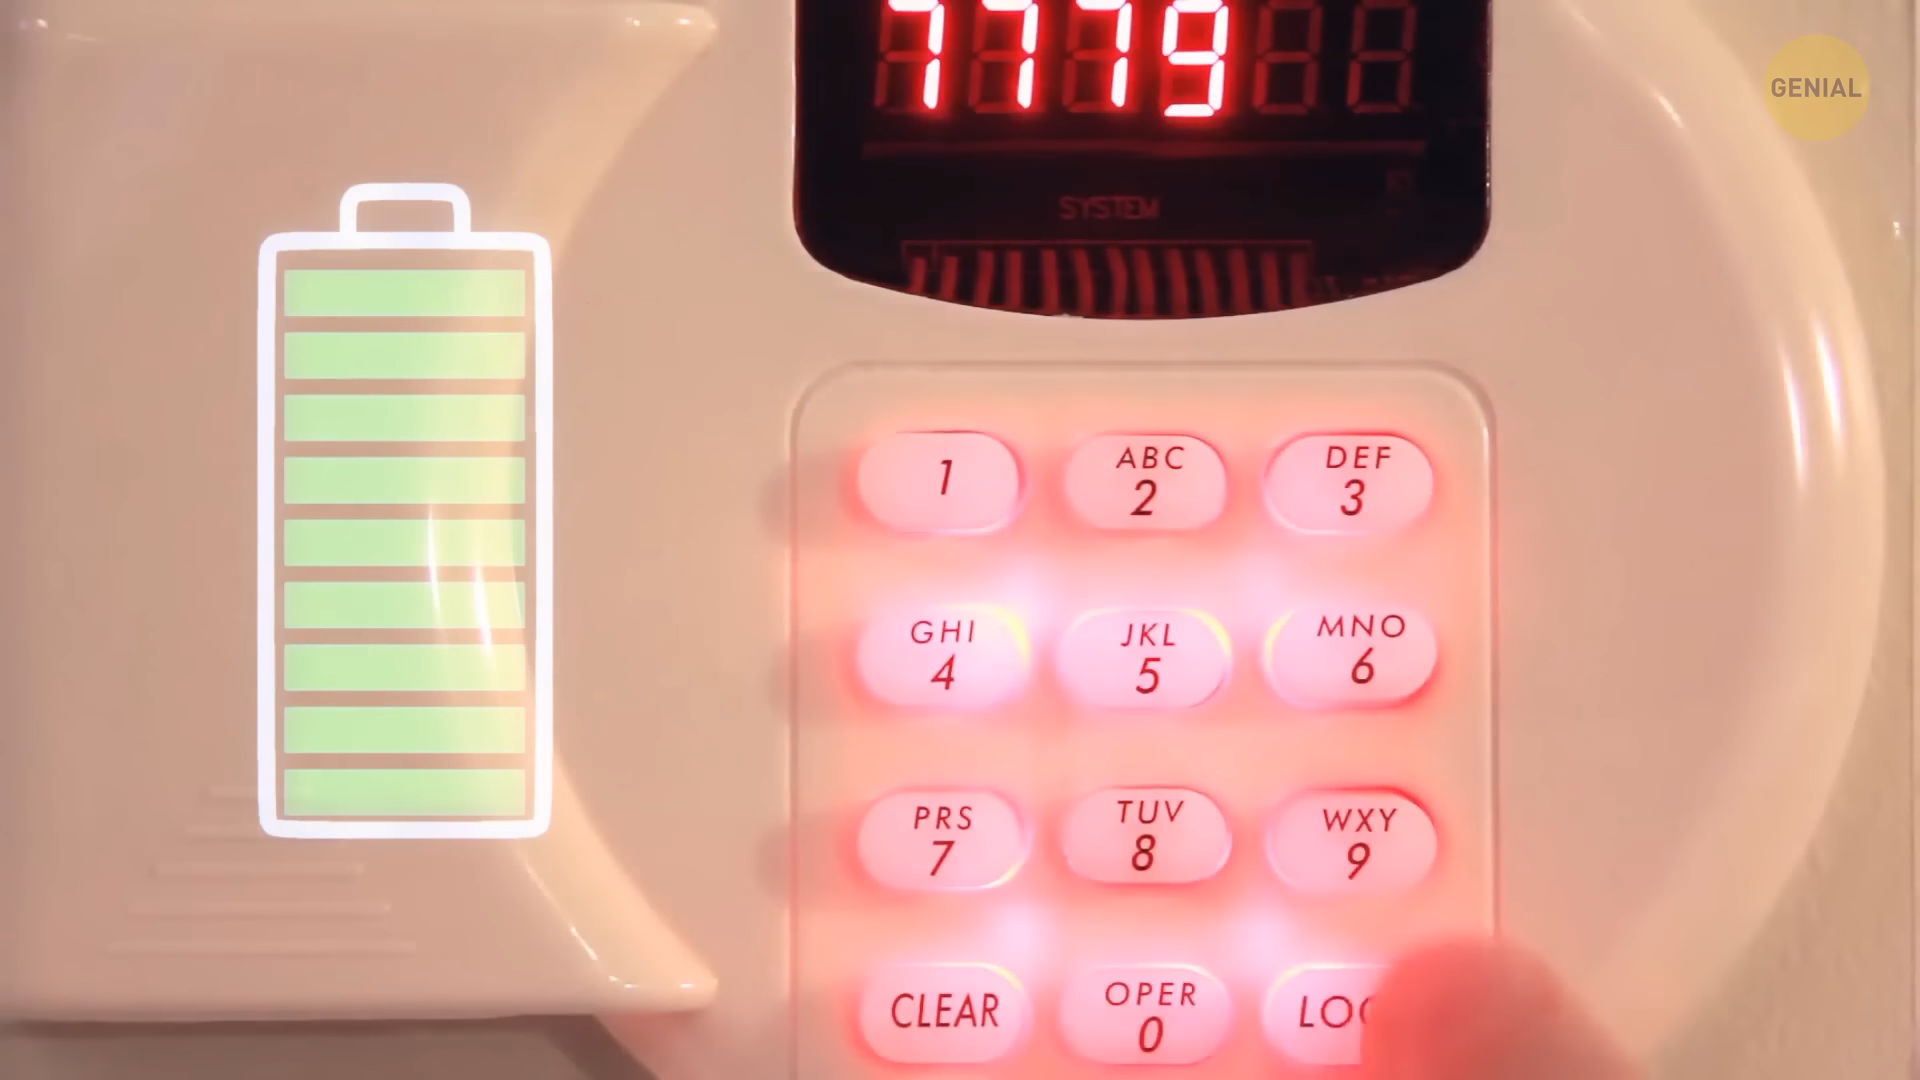 7779
GENIAL
SYSTEM
1
ABC
2
DEF
3
GHI
4
JKL
5
MNO
6
PRS
7
TUV
8
WXY
9
CLEAR
OPER
0
LOC